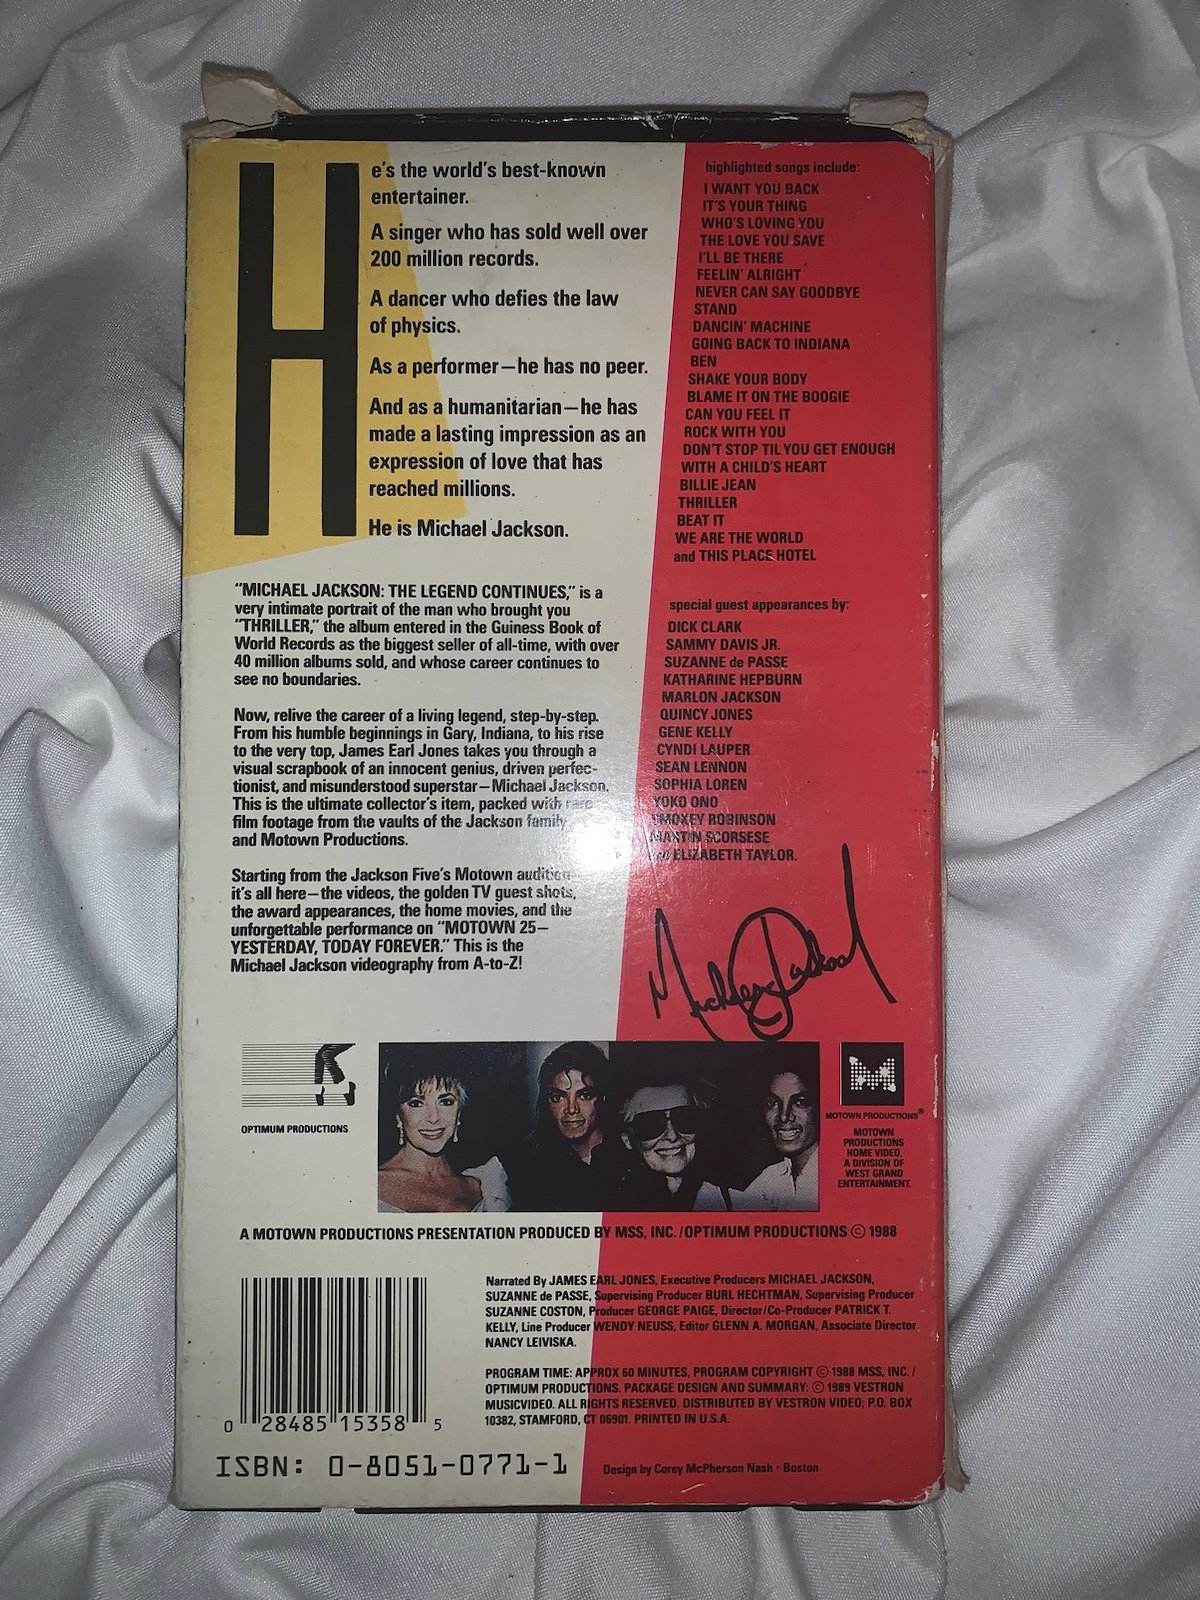 He's the world's best-known
entertainer.
A singer who has sold well over
200 million records.
A dancer who defies the law
of physics.
As a performer—he has no peer.
And as a humanitarian—he has
made a lasting impression as an
expression of love that has
reached millions.
He is Michael Jackson.
"MICHAEL JACKSON: THE LEGEND CONTINUES," is a
very intimate portrait of the man who brought you
"THRILLER," the album entered in the Guiness Book of
World Records as the biggest seller of all-time, with over
40 million albums sold, and whose career continues to
see no boundaries.
Now, relive the career of a living legend, step-by-step.
From his humble beginnings in Gary, Indiana, to his rise
to the very top, James Earl Jones takes you through a
visual scrapbook of an innocent genius, driven perfec-
tionist, and misunderstood superstar—Michael Jackson.
This is the ultimate collector's item, packed with rare
film footage from the vaults of the Jackson family
and Motown Productions.
Starting from the Jackson Five's Motown audition—
it's all here—the videos, the golden TV guest shots,
the award appearances, the home movies, and the
unforgettable performance on "MOTOWN 25—
YESTERDAY, TODAY FOREVER." This is the
Michael Jackson videography from A-to-Z!
highlighted songs include:
I WANT YOU BACK
IT'S YOUR THING
WHO'S LOVING YOU
THE LOVE YOU SAVE
I'LL BE THERE
FEELIN' ALRIGHT
NEVER CAN SAY GOODBYE
STAND
DANCIN' MACHINE
GOING BACK TO INDIANA
BEN
SHAKE YOUR BODY
BLAME IT ON THE BOOGIE
CAN YOU FEEL IT
ROCK WITH YOU
DON'T STOP TIL YOU GET ENOUGH
WITH A CHILD'S HEART
BILLIE JEAN
THRILLER
BEAT IT
WE ARE THE WORLD
and THIS PLACE HOTEL
special guest appearances by:
DICK CLARK
SAMMY DAVIS JR.
SUZANNE de PASSE
KATHARINE HEPBURN
MARLON JACKSON
QUINCY JONES
GENE KELLY
CYNDI LAUPER
SEAN LENNON
SOPHIA LOREN
YOKO ONO
SMOKEY ROBINSON
MARTIN SCORSESE
and ELIZABETH TAYLOR.
Michael Jackson
OPTIMUM PRODUCTIONS
M
MOTOWN PRODUCTIONS®
MOTOWN
PRODUCTIONS
HOME VIDEO,
A DIVISION OF
WEST GRAND
ENTERTAINMENT.
A MOTOWN PRODUCTIONS PRESENTATION PRODUCED BY MSS, INC./OPTIMUM PRODUCTIONS © 1988
Narrated By JAMES EARL JONES, Executive Producers MICHAEL JACKSON,
SUZANNE de PASSE, Supervising Producer BURL HECHTMAN, Supervising Producer
SUZANNE COSTON, Producer GEORGE PAIGE, Director/Co-Producer PATRICK T.
KELLY, Line Producer WENDY NEUSS, Editor GLENN A. MORGAN, Associate Director
NANCY LEIVISKA.
PROGRAM TIME: APPROX 60 MINUTES, PROGRAM COPYRIGHT © 1988 MSS, INC. /
OPTIMUM PRODUCTIONS. PACKAGE DESIGN AND SUMMARY: © 1989 VESTRON
MUSICVIDEO. ALL RIGHTS RESERVED. DISTRIBUTED BY VESTRON VIDEO; P.O. BOX
10382, STAMFORD, CT 06901. PRINTED IN U.S.A.
0 28485 15358 5
ISBN: 0-8051-0771-1
Design by Corey McPherson Nash · Boston